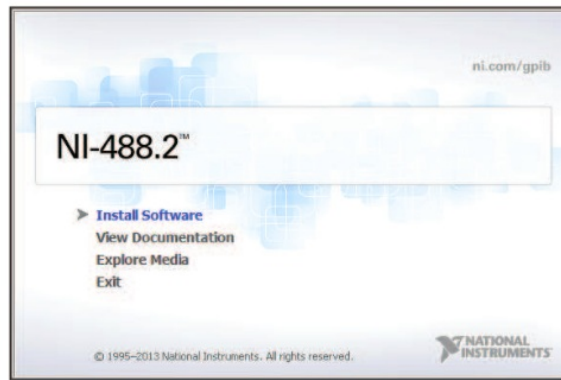 ni.com/gpib
NI-488.2™
Install Software
View Documentation
Explore Media
Exit
© 1995–2013 National Instruments. All rights reserved.
NATIONAL
INSTRUMENTS™